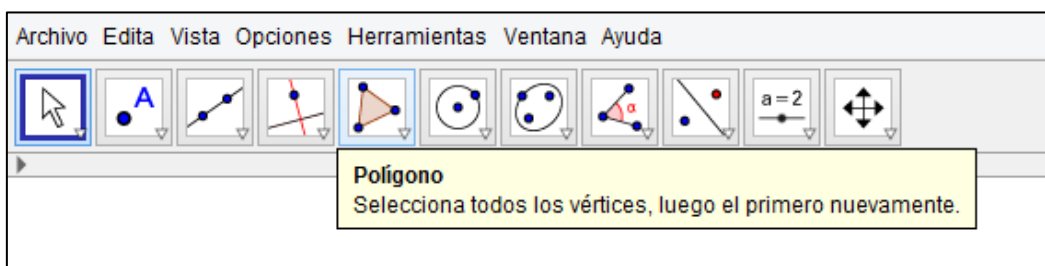 Archivo Edita Vista Opciones Herramientas Ventana Ayuda
A
α
a=2
Polígono
Selecciona todos los vértices, luego el primero nuevamente.